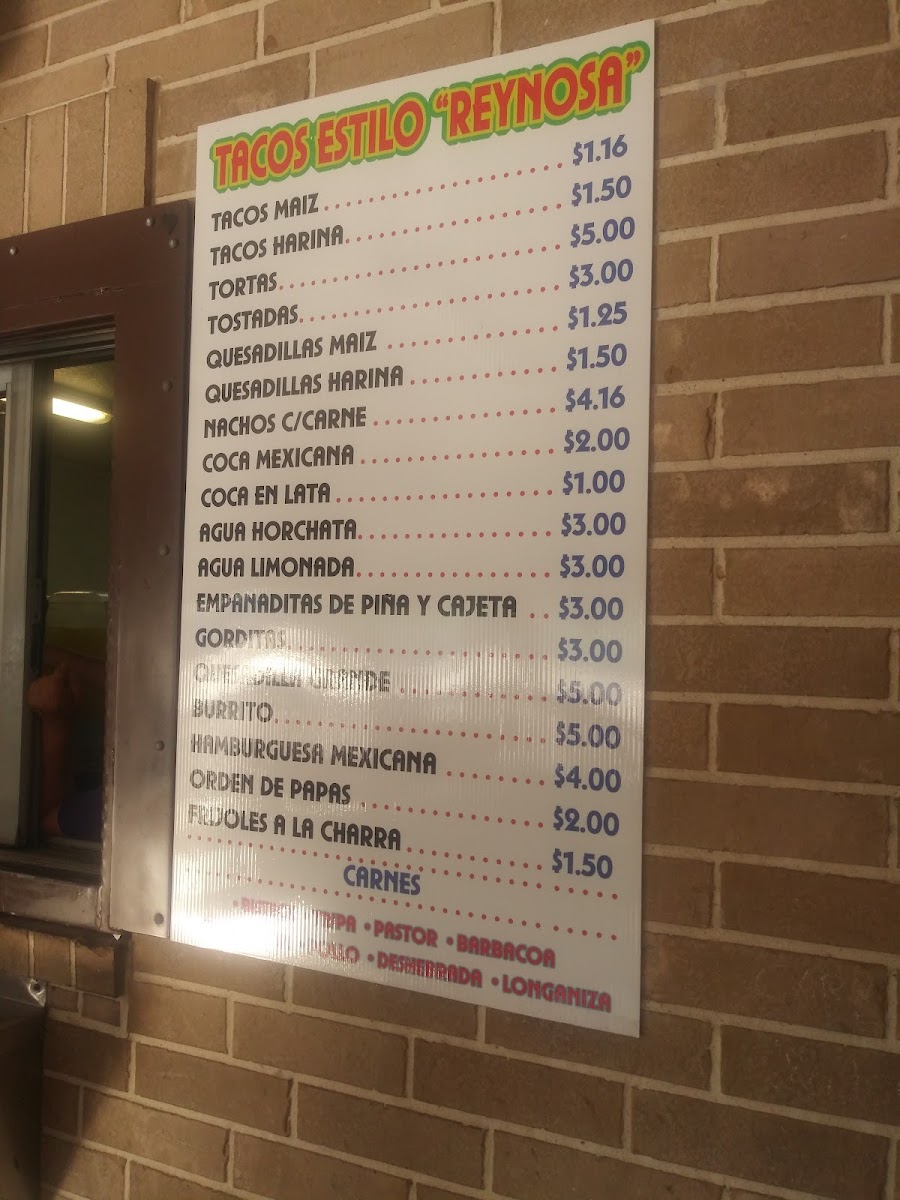 TACOS ESTILO "REYNOSA"
TACOS MAIZ $1.16
TACOS HARINA $1.50
TORTAS $5.00
TOSTADAS $3.00
QUESADILLAS MAIZ $1.25
QUESADILLAS HARINA $1.50
NACHOS C/CARNE $4.16
COCA MEXICANA $2.00
COCA EN LATA $1.00
AGUA HORCHATA $3.00
AGUA LIMONADA $3.00
EMPANADITAS DE PIÑA Y CAJETA $3.00
GORDITAS $3.00
QUESADILLA GRANDE $5.00
BURRITO $5.00
HAMBURGUESA MEXICANA $4.00
ORDEN DE PAPAS $2.00
FRIJOLES A LA CHARRA $1.50
CARNES
• PASTOR • BARBACOA
POLLO • DESHEBRADA • LONGANIZA